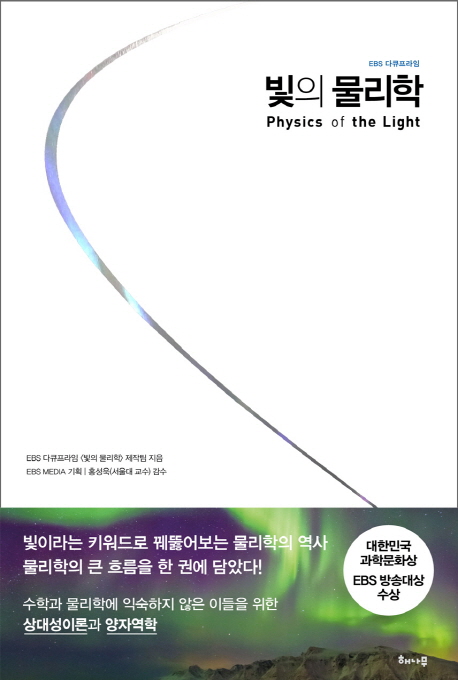 EBS 다큐프라임
빛의 물리학
Physics of the Light
EBS 다큐프라임 〈빛의 물리학〉 제작팀 지음
EBS MEDIA 기획 | 홍성욱(서울대 교수) 감수
빛이라는 키워드로 꿰뚫어보는 물리학의 역사
물리학의 큰 흐름을 한 권에 담았다!
수학과 물리학에 익숙하지 않은 이들을 위한
상대성이론과 양자역학
대한민국
과학문화상
EBS 방송대상
수상
해나무